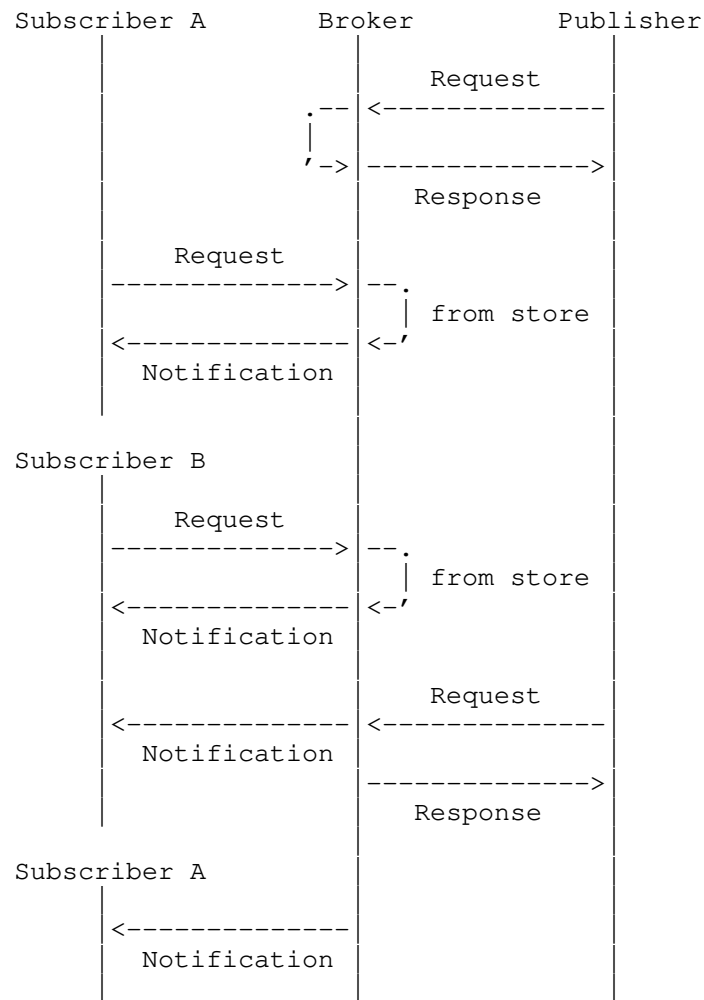 Subscriber A Broker Publisher
Request
Response
Request
from store
Notification
Subscriber B
Request
from store
Notification
Request
Notification
Response
Subscriber A
Notification